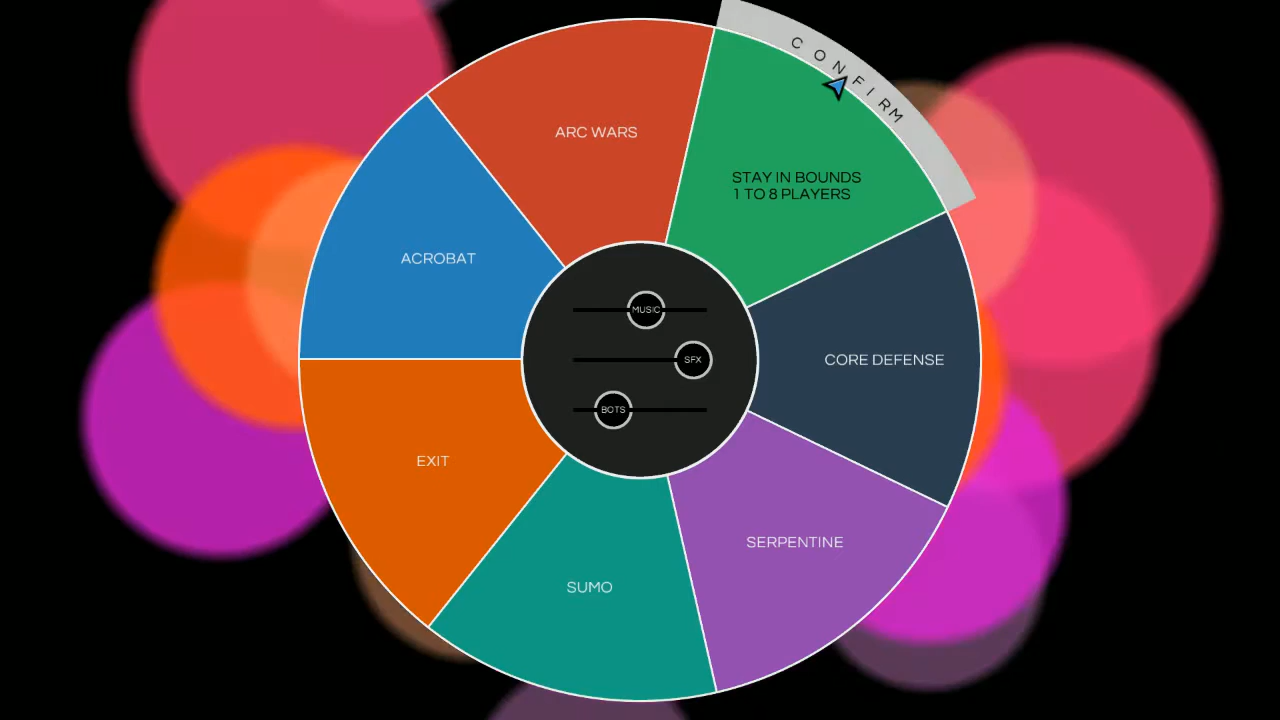 CONFIRM
ARC WARS
STAY IN BOUNDS
1 TO 8 PLAYERS
ACROBAT
MUSIC
SFX
CORE DEFENSE
BOTS
EXIT
SERPENTINE
SUMO